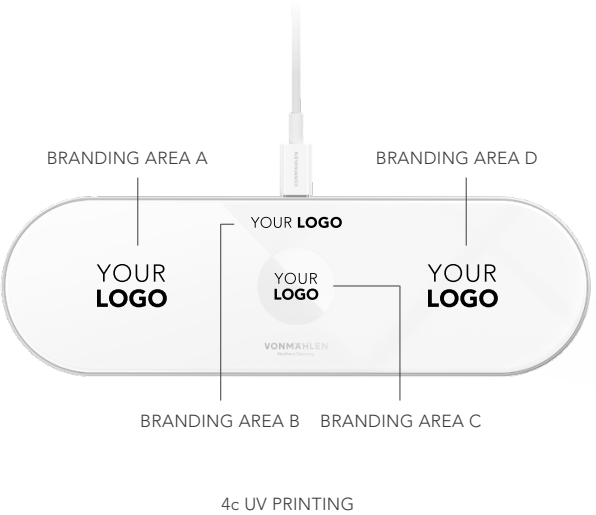 VONMÄHLEN
BRANDING AREA A
BRANDING AREA D
YOUR LOGO
YOUR
LOGO
YOUR
LOGO
YOUR
LOGO
VONMÄHLEN
BRANDING AREA B
BRANDING AREA C
4c UV PRINTING